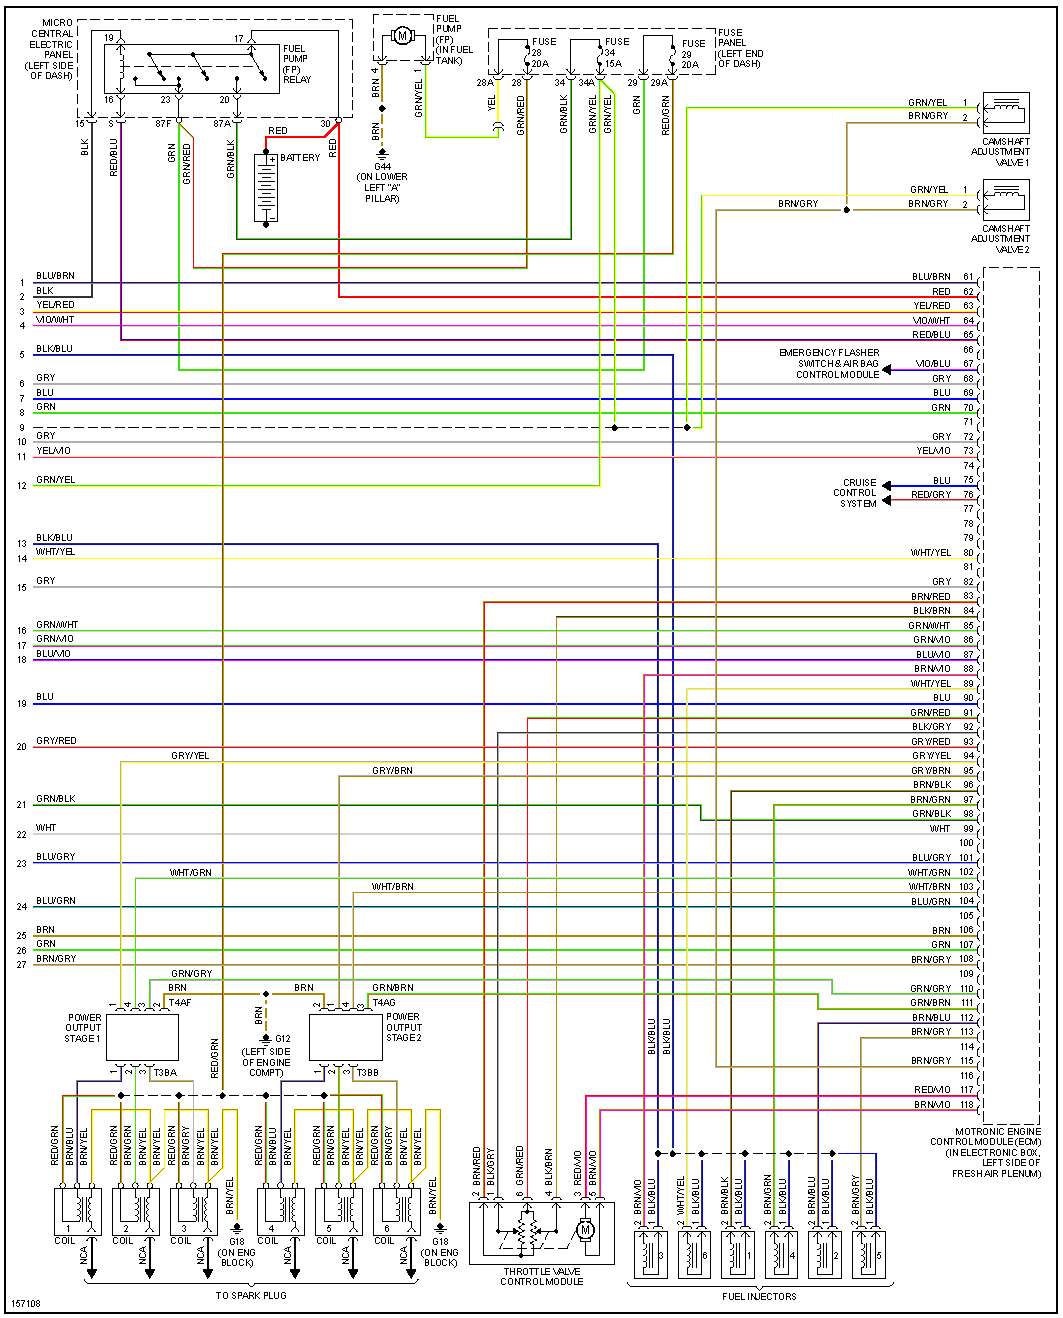 MICRO
CENTRAL
ELECTRIC
PANEL
(LEFT SIDE
OF DASH)
19
17
FUEL
PUMP
(FP)
RELAY
16
23
20
15
S
87F
87A
30
BLK
RED/BLU
GRN
GRN/RED
GRN/BLK
RED
RED
BATTERY
+
-
FUEL
PUMP
(FP)
(IN FUEL
TANK)
M
4
1
BRN
BRN
GRN/YEL
G44
(ON LOWER
LEFT "A"
PILLAR)
FUSE
28
20A
FUSE
34
15A
FUSE
29
20A
FUSE
PANEL
(LEFT END
OF DASH)
28A
28
34
34A
29
29A
YEL
GRN/RED
GRN/BLK
GRN/YEL
GRN/YEL
GRN
RED/GRN
GRN/YEL 1
BRN/GRY 2
CAMSHAFT
ADJUSTMENT
VALVE 1
GRN/YEL 1
BRN/GRY BRN/GRY 2
CAMSHAFT
ADJUSTMENT
VALVE 2
1 BLU/BRN BLU/BRN 61
2 BLK RED 62
3 YEL/RED YEL/RED 63
4 VIO/WHT VIO/WHT 64
RED/BLU 65
66
5 BLK/BLU
EMERGENCY FLASHER
SWITCH & AIR BAG
CONTROL MODULE
VIO/BLU 67
6 GRY GRY 68
7 BLU BLU 69
8 GRN GRN 70
9 71
10 GRY GRY 72
11 YEL/VIO YEL/VIO 73
74
12 GRN/YEL
CRUISE
CONTROL
SYSTEM
BLU 75
RED/GRY 76
77
78
79
13 BLK/BLU
14 WHT/YEL WHT/YEL 80
81
15 GRY GRY 82
BRN/RED 83
BLK/BRN 84
16 GRN/WHT GRN/WHT 85
17 GRN/VIO GRN/VIO 86
18 BLU/VIO BLU/VIO 87
BRN/VIO 88
WHT/YEL 89
19 BLU BLU 90
GRN/RED 91
BLK/GRY 92
20 GRY/RED GRY/RED 93
GRY/YEL GRY/YEL 94
GRY/BRN GRY/BRN 95
BRN/BLK 96
BRN/GRN 97
21 GRN/BLK GRN/BLK 98
22 WHT WHT 99
100
23 BLU/GRY BLU/GRY 101
WHT/GRN WHT/GRN 102
WHT/BRN WHT/BRN 103
24 BLU/GRN BLU/GRN 104
105
25 BRN BRN 106
26 GRN GRN 107
27 BRN/GRY BRN/GRY 108
109
GRN/GRY GRN/GRY 110
GRN/BRN GRN/BRN 111
BRN/BLU 112
BRN/GRY 113
114
BRN/GRY 115
116
RED/VIO 117
BRN/VIO 118
MOTRONIC ENGINE
CONTROL MODULE (ECM)
(IN ELECTRONIC BOX,
LEFT SIDE OF
FRESH AIR PLENUM)
1 4 3 2
BRN
T4AF
BRN
BRN
G12
(LEFT SIDE
OF ENGINE
COMPT)
2 1 4 3
T4AG
POWER
OUTPUT
STAGE 1
POWER
OUTPUT
STAGE 2
1 2 3
T3BA
1 2 3
T3BB
RED/GRN
BLK/BLU
BLK/BLU
RED/GRN
BRN/BLU
BRN/YEL
RED/GRN
BRN/GRN
BRN/YEL
RED/GRN
BRN/GRY
BRN/YEL
BRN/YEL
RED/GRN
BRN/BLU
BRN/YEL
RED/GRN
BRN/GRN
BRN/YEL
RED/GRN
BRN/GRY
BRN/YEL
BRN/YEL
1
2
3
4
5
6
COIL
COIL
COIL
COIL
COIL
COIL
NCA
NCA
NCA
NCA
NCA
NCA
G18
(ON ENG
BLOCK)
G18
(ON ENG
BLOCK)
TO SPARK PLUG
2 BRN/RED
1 BLK/GRY
6 GRN/RED
4 BLK/BRN
3 RED/VIO
5 BRN/VIO
M
THROTTLE VALVE
CONTROL MODULE
2 BRN/VIO
1 BLK/BLU
2 WHT/YEL
1 BLK/BLU
2 BRN/BLK
1 BLK/BLU
2 BRN/GRN
1 BLK/BLU
2 BRN/BLU
1 BLK/BLU
2 BRN/GRY
1 BLK/BLU
3
6
1
4
2
5
FUEL INJECTORS
157108